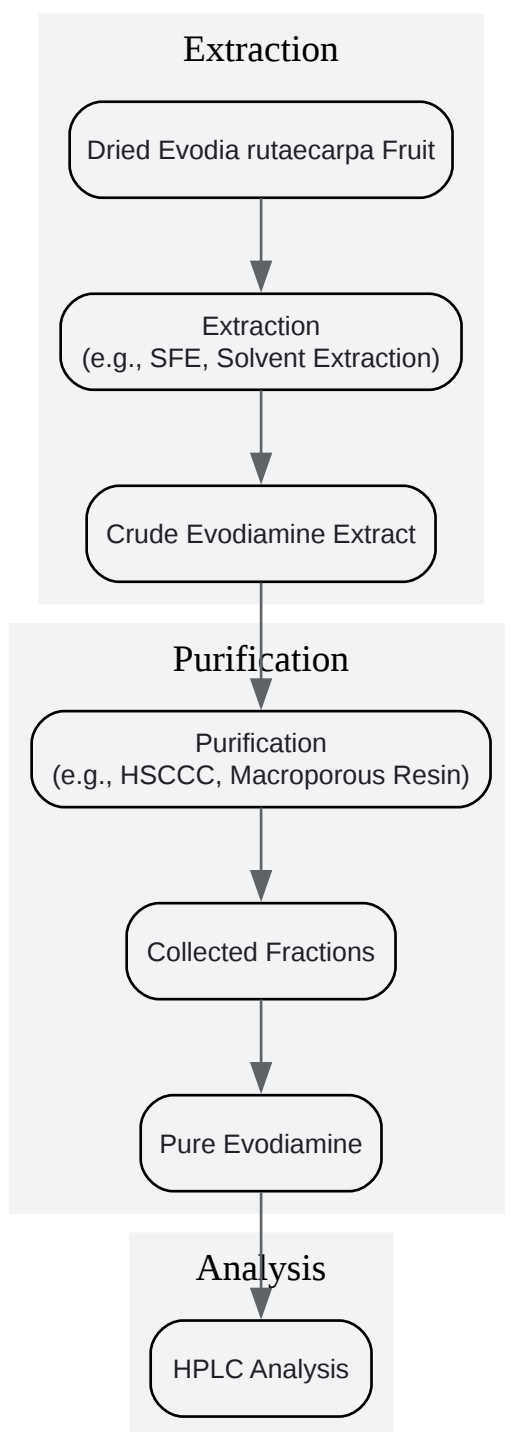 Extraction
Dried Evodia rutaecarpa Fruit
Extraction
(e.g., SFE, Solvent Extraction)
Crude Evodiamine Extract
Purification
Purification
(e.g., HSCCC, Macroporous Resin)
Collected Fractions
Pure Evodiamine
Analysis
HPLC Analysis